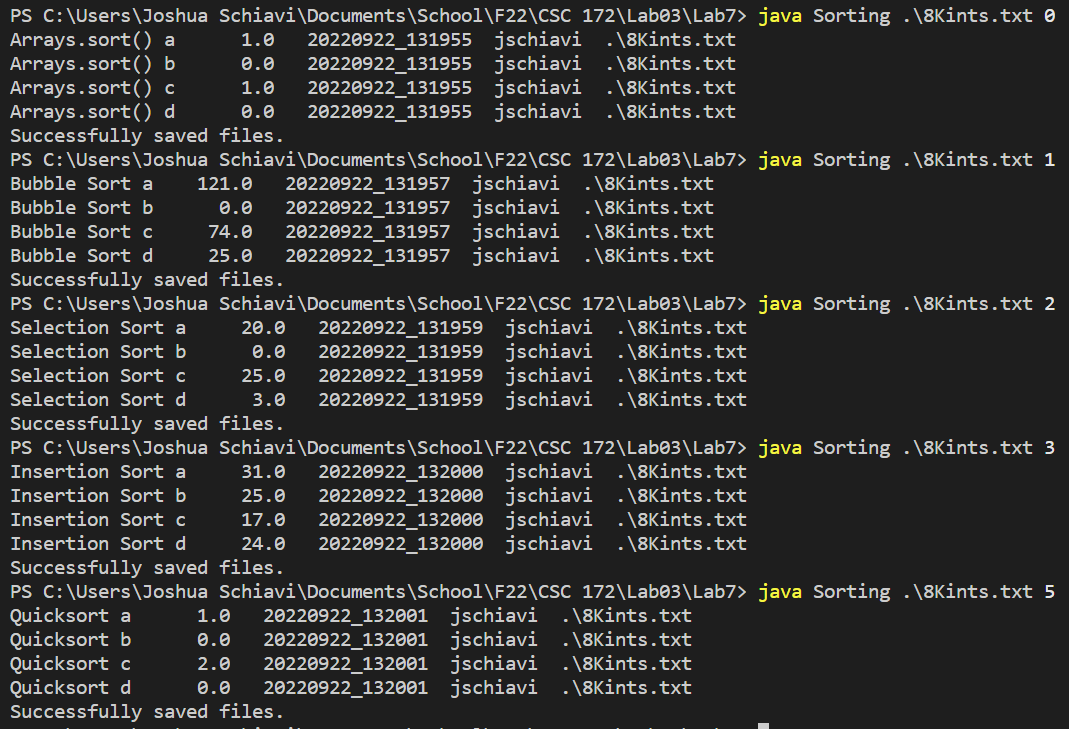 PS C:\Users\Joshua Schiavi\Documents\School\F22\CSC 172\Lab03\Lab7> java Sorting .\8Kints.txt 0
Arrays.sort() a      1.0   20220922_131955  jschiavi  .\8Kints.txt
Arrays.sort() b      0.0   20220922_131955  jschiavi  .\8Kints.txt
Arrays.sort() c      1.0   20220922_131955  jschiavi  .\8Kints.txt
Arrays.sort() d      0.0   20220922_131955  jschiavi  .\8Kints.txt
Successfully saved files.
PS C:\Users\Joshua Schiavi\Documents\School\F22\CSC 172\Lab03\Lab7> java Sorting .\8Kints.txt 1
Bubble Sort a    121.0   20220922_131957  jschiavi  .\8Kints.txt
Bubble Sort b      0.0   20220922_131957  jschiavi  .\8Kints.txt
Bubble Sort c     74.0   20220922_131957  jschiavi  .\8Kints.txt
Bubble Sort d     25.0   20220922_131957  jschiavi  .\8Kints.txt
Successfully saved files.
PS C:\Users\Joshua Schiavi\Documents\School\F22\CSC 172\Lab03\Lab7> java Sorting .\8Kints.txt 2
Selection Sort a     20.0   20220922_131959  jschiavi  .\8Kints.txt
Selection Sort b      0.0   20220922_131959  jschiavi  .\8Kints.txt
Selection Sort c     25.0   20220922_131959  jschiavi  .\8Kints.txt
Selection Sort d      3.0   20220922_131959  jschiavi  .\8Kints.txt
Successfully saved files.
PS C:\Users\Joshua Schiavi\Documents\School\F22\CSC 172\Lab03\Lab7> java Sorting .\8Kints.txt 3
Insertion Sort a     31.0   20220922_132000  jschiavi  .\8Kints.txt
Insertion Sort b     25.0   20220922_132000  jschiavi  .\8Kints.txt
Insertion Sort c     17.0   20220922_132000  jschiavi  .\8Kints.txt
Insertion Sort d     24.0   20220922_132000  jschiavi  .\8Kints.txt
Successfully saved files.
PS C:\Users\Joshua Schiavi\Documents\School\F22\CSC 172\Lab03\Lab7> java Sorting .\8Kints.txt 5
Quicksort a      1.0   20220922_132001  jschiavi  .\8Kints.txt
Quicksort b      0.0   20220922_132001  jschiavi  .\8Kints.txt
Quicksort c      2.0   20220922_132001  jschiavi  .\8Kints.txt
Quicksort d      0.0   20220922_132001  jschiavi  .\8Kints.txt
Successfully saved files.